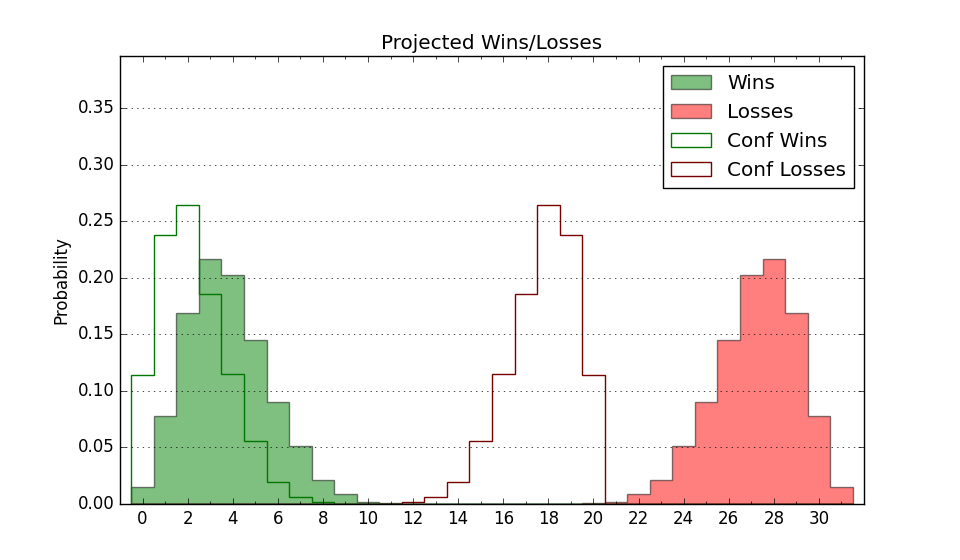 Projected Wins/Losses
Wins
Losses
Conf Wins
Conf Losses
Probability
0.35
0.30
0.25
0.20
0.15
0.10
0.05
0.00
0 2 4 6 8 10 12 14 16 18 20 22 24 26 28 30